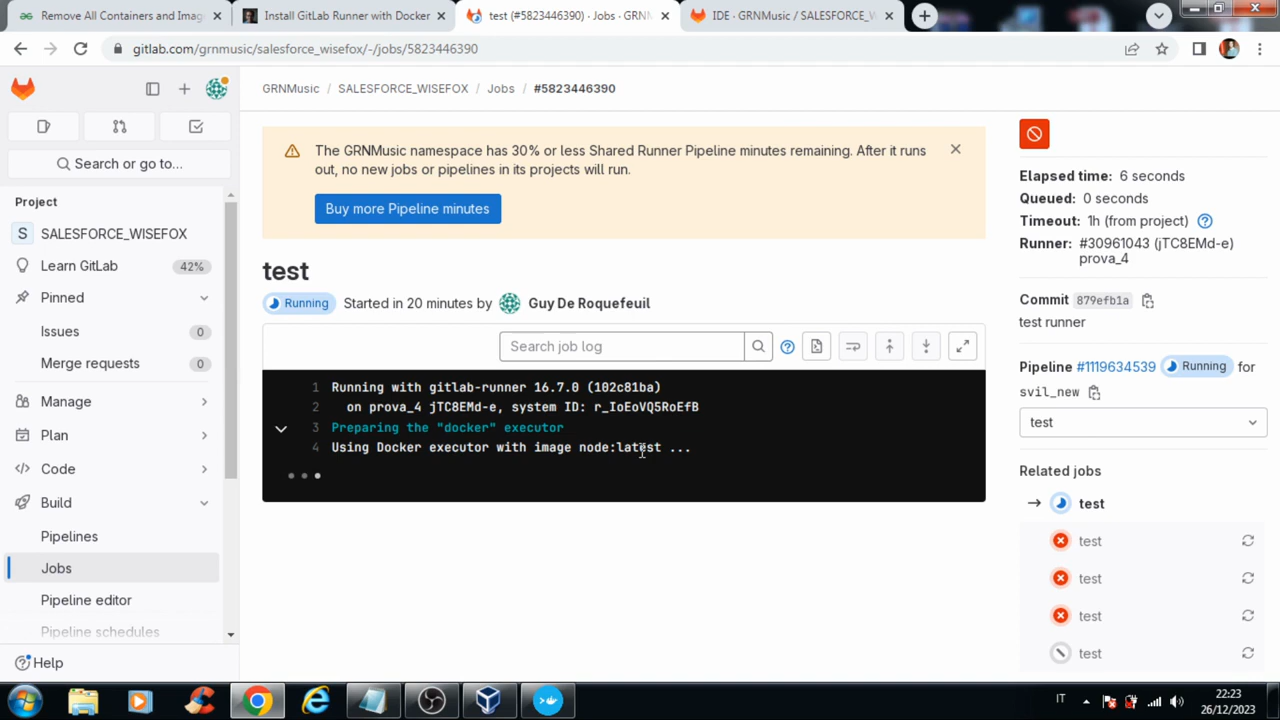 Remove All Containers and Imag
Install GitLab Runner with Docker
test (#5823446390) · Jobs · GRN
IDE · GRNMusic / SALESFORCE_W
gitlab.com/grnmusic/salesforce_wisefox/-/jobs/5823446390
GRNMusic / SALESFORCE_WISEFOX / Jobs / #5823446390
Search or go to...
Project
S SALESFORCE_WISEFOX
Learn GitLab 42%
Pinned
Issues 0
Merge requests 0
Manage
Plan
Code
Build
Pipelines
Jobs
Pipeline editor
Pipeline schedules
Help
The GRNMusic namespace has 30% or less Shared Runner Pipeline minutes remaining. After it runs
out, no new jobs or pipelines in its projects will run.
Buy more Pipeline minutes
test
Running Started in 20 minutes by Guy De Roquefeuil
Search job log
1 Running with gitlab-runner 16.7.0 (102c81ba)
2 on prova_4 jTC8EMd-e, system ID: r_IoEoVQ5RoEfB
3 Preparing the "docker" executor
4 Using Docker executor with image node:latest ...
Elapsed time: 6 seconds
Queued: 0 seconds
Timeout: 1h (from project)
Runner: #30961043 (jTC8EMd-e)
prova_4
Commit 879efb1a
test runner
Pipeline #1119634539 Running for
svil_new
test
Related jobs
→ test
test
test
test
test
IT
22:23
26/12/2023